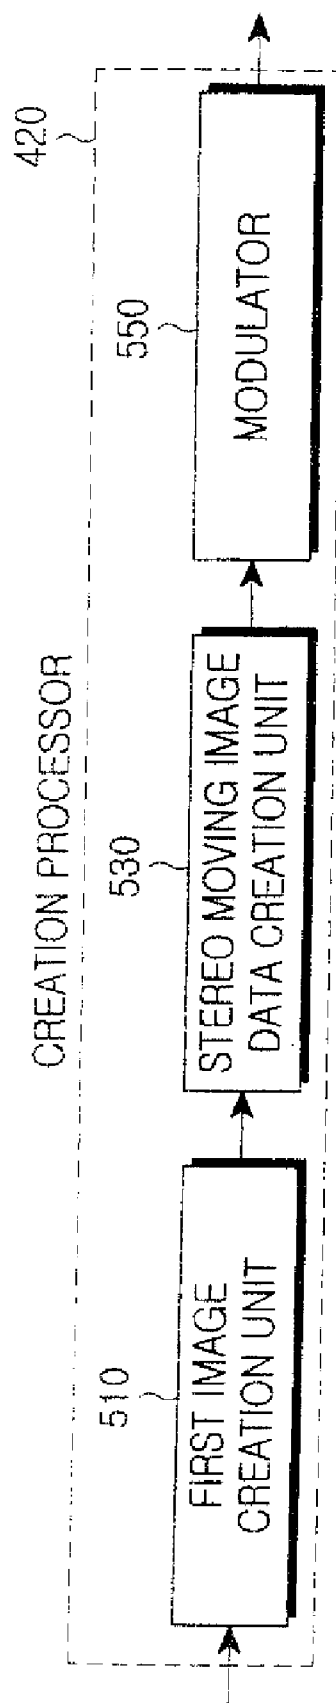 CREATION PROCESSOR
420
510
FIRST IMAGE
CREATION UNIT
530
STEREO MOVING IMAGE
DATA CREATION UNIT
550
MODULATOR